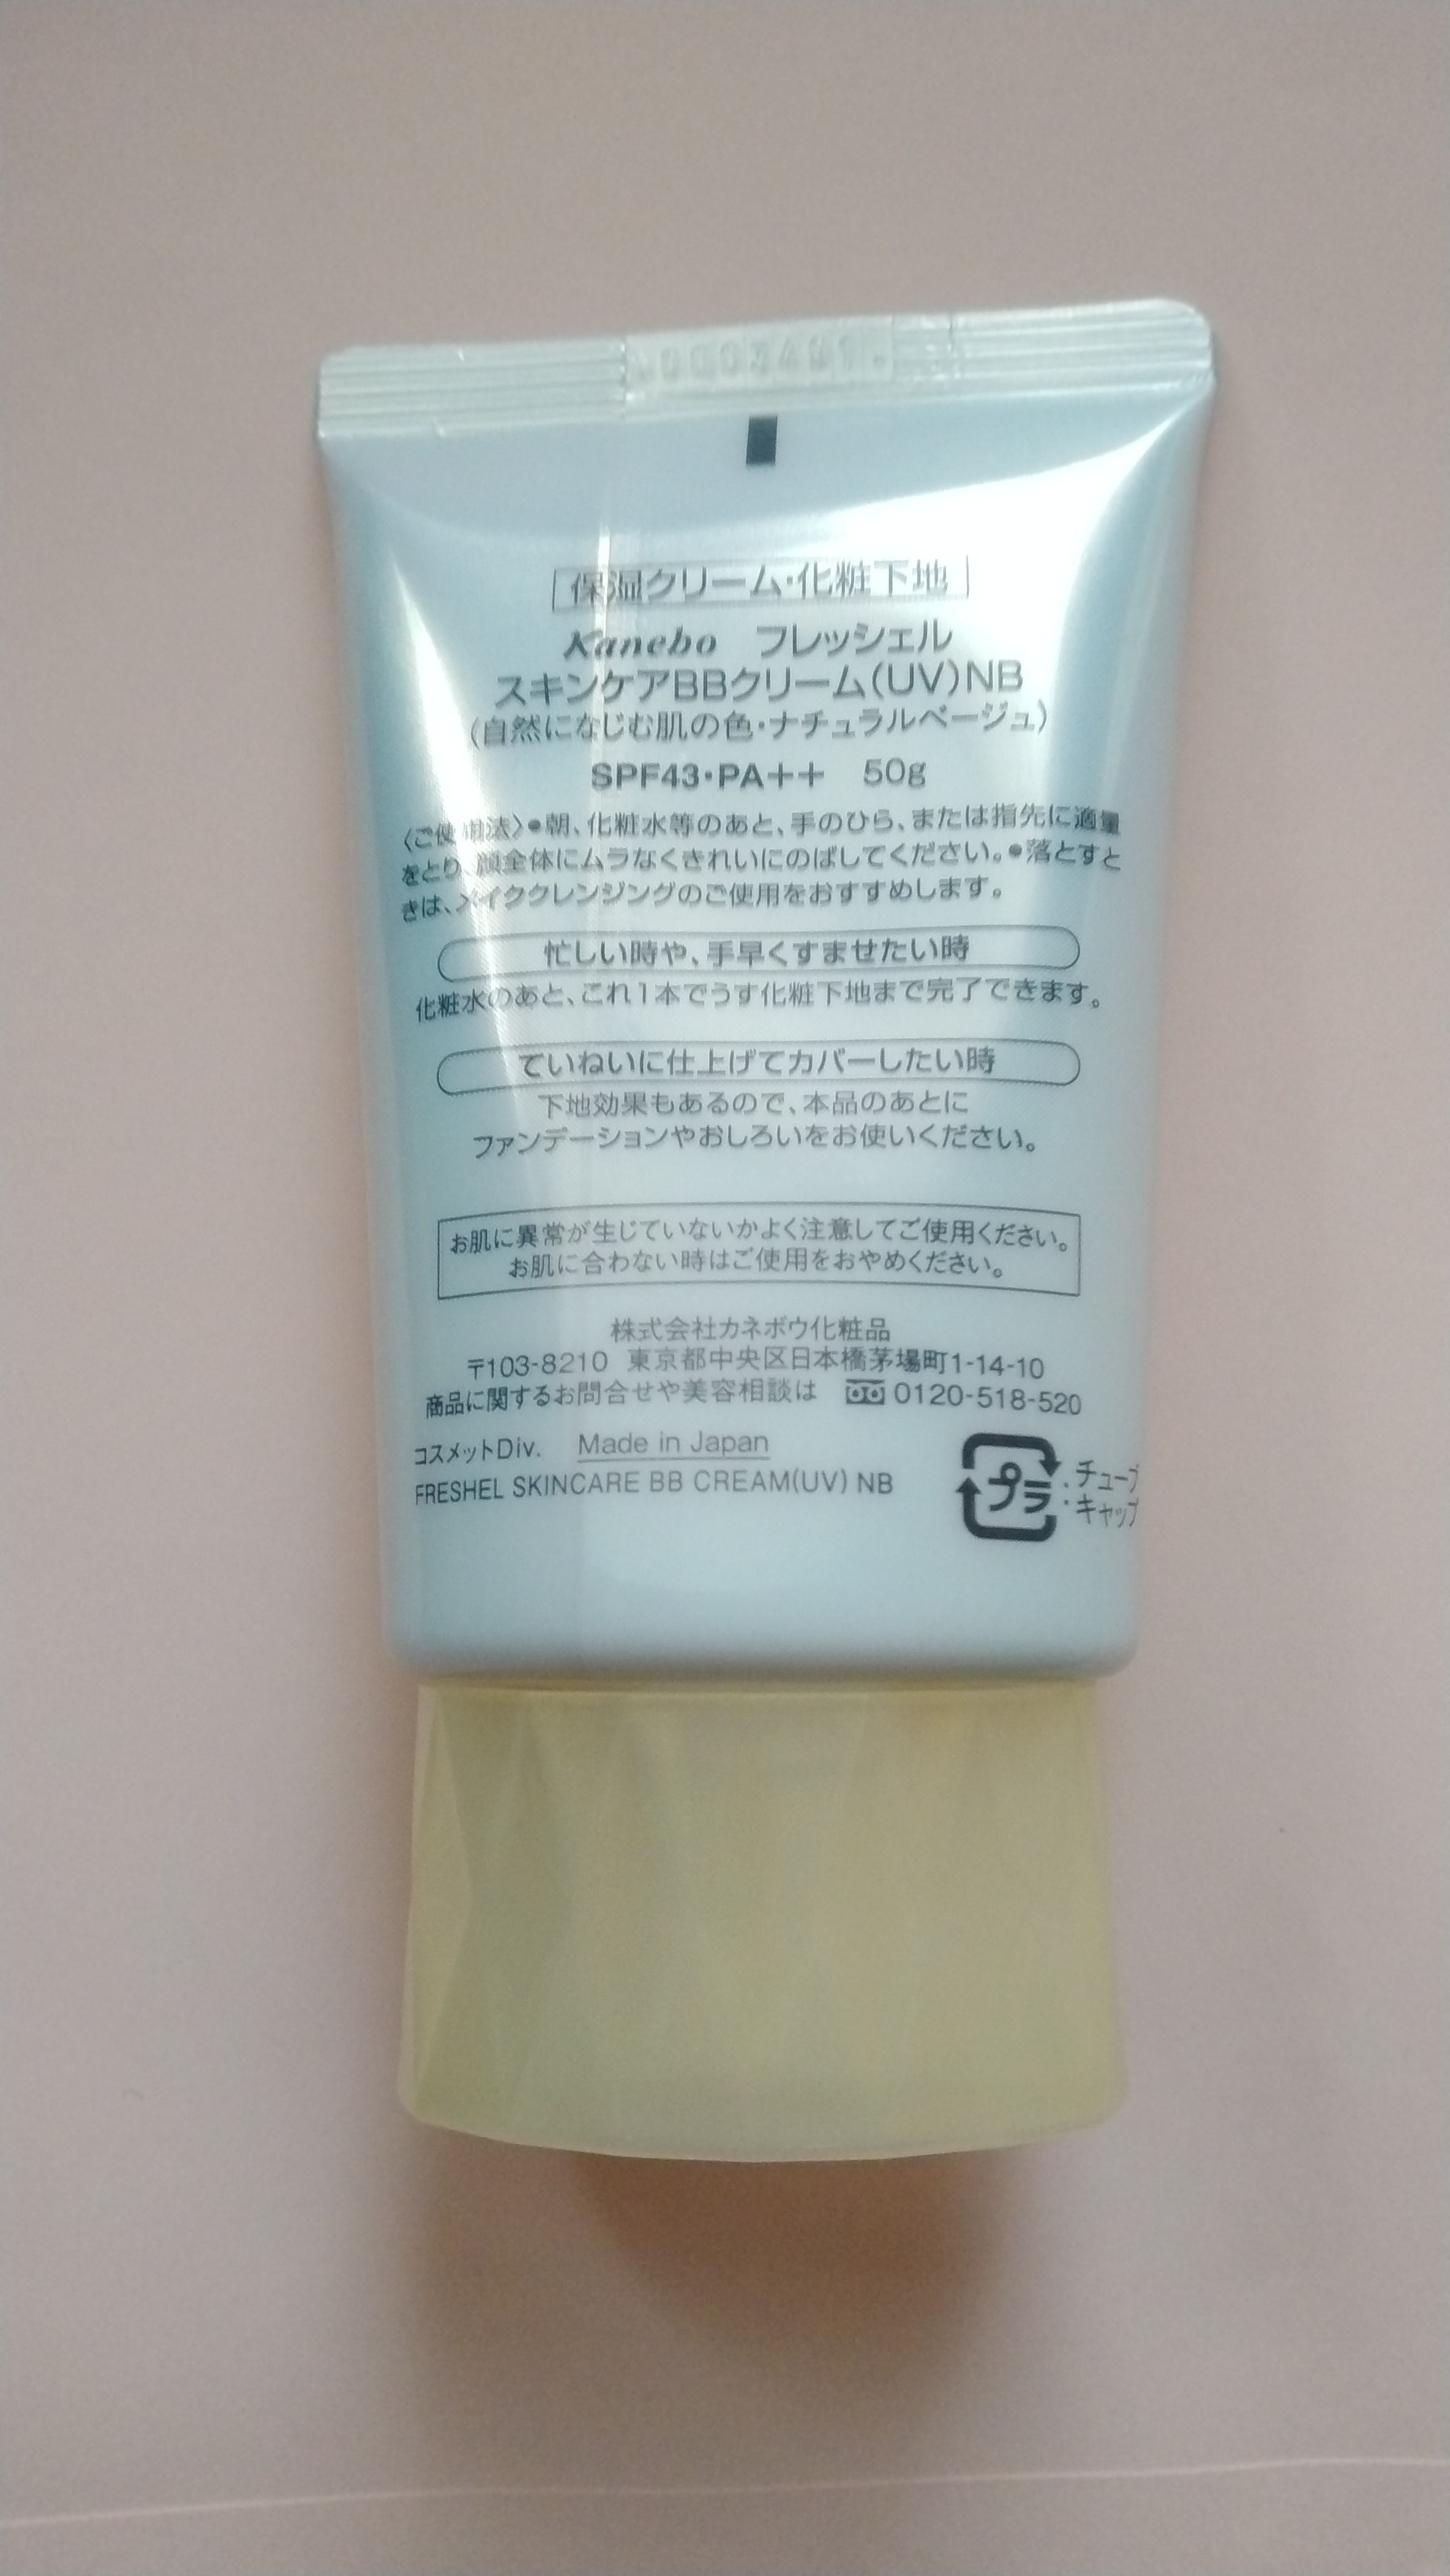 保湿クリーム・化粧下地
Kanebo フレッシェル
スキンケアBBクリーム(UV)NB
(自然になじむ肌の色・ナチュラルベージュ)
SPF43・PA++ 50g
〈ご使用法〉●朝、化粧水等のあと、手のひら、または指先に適量
をとり、顔全体にムラなくきれいにのばしてください。●落とすと
きは、メイククレンジングのご使用をおすすめします。
忙しい時や、手早くすませたい時
化粧水のあと、これ1本でうす化粧下地まで完了できます。
ていねいに仕上げてカバーしたい時
下地効果もあるので、本品のあとに
ファンデーションやおしろいをお使いください。
お肌に異常が生じていないかよく注意してご使用ください。
お肌に合わない時はご使用をおやめください。
株式会社カネボウ化粧品
〒103-8210 東京都中央区日本橋茅場町1-14-10
商品に関するお問合せや美容相談は 0120-518-520
コスメットDiv. Made in Japan
FRESHEL SKINCARE BB CREAM(UV) NB
プラ
:チューブ
・キャップ